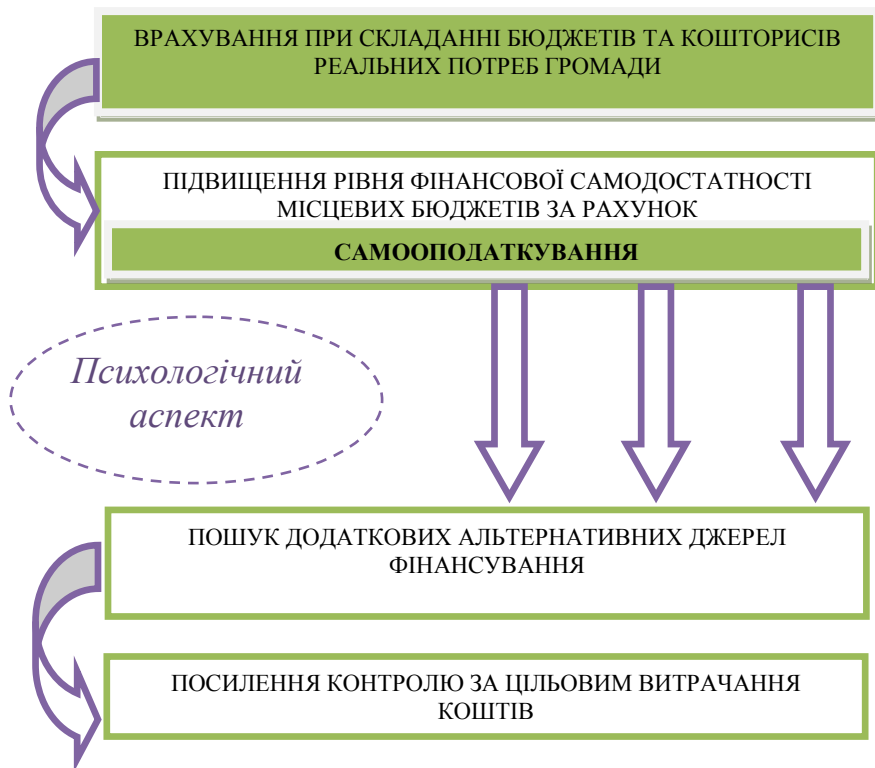 ВРАХУВАННЯ ПРИ СКЛАДАННІ БЮДЖЕТІВ ТА КОШТОРИСІВ
РЕАЛЬНИХ ПОТРЕБ ГРОМАДИ
ПІДВИЩЕННЯ РІВНЯ ФІНАНСОВОЇ САМОДОСТАТНОСТІ
МІСЦЕВИХ БЮДЖЕТІВ ЗА РАХУНОК
САМООПОДАТКУВАННЯ
Психологічний
аспект
ПОШУК ДОДАТКОВИХ АЛЬТЕРНАТИВНИХ ДЖЕРЕЛ
ФІНАНСУВАННЯ
ПОСИЛЕННЯ КОНТРОЛЮ ЗА ЦІЛЬОВИМ ВИТРАЧАННЯ
КОШТІВ